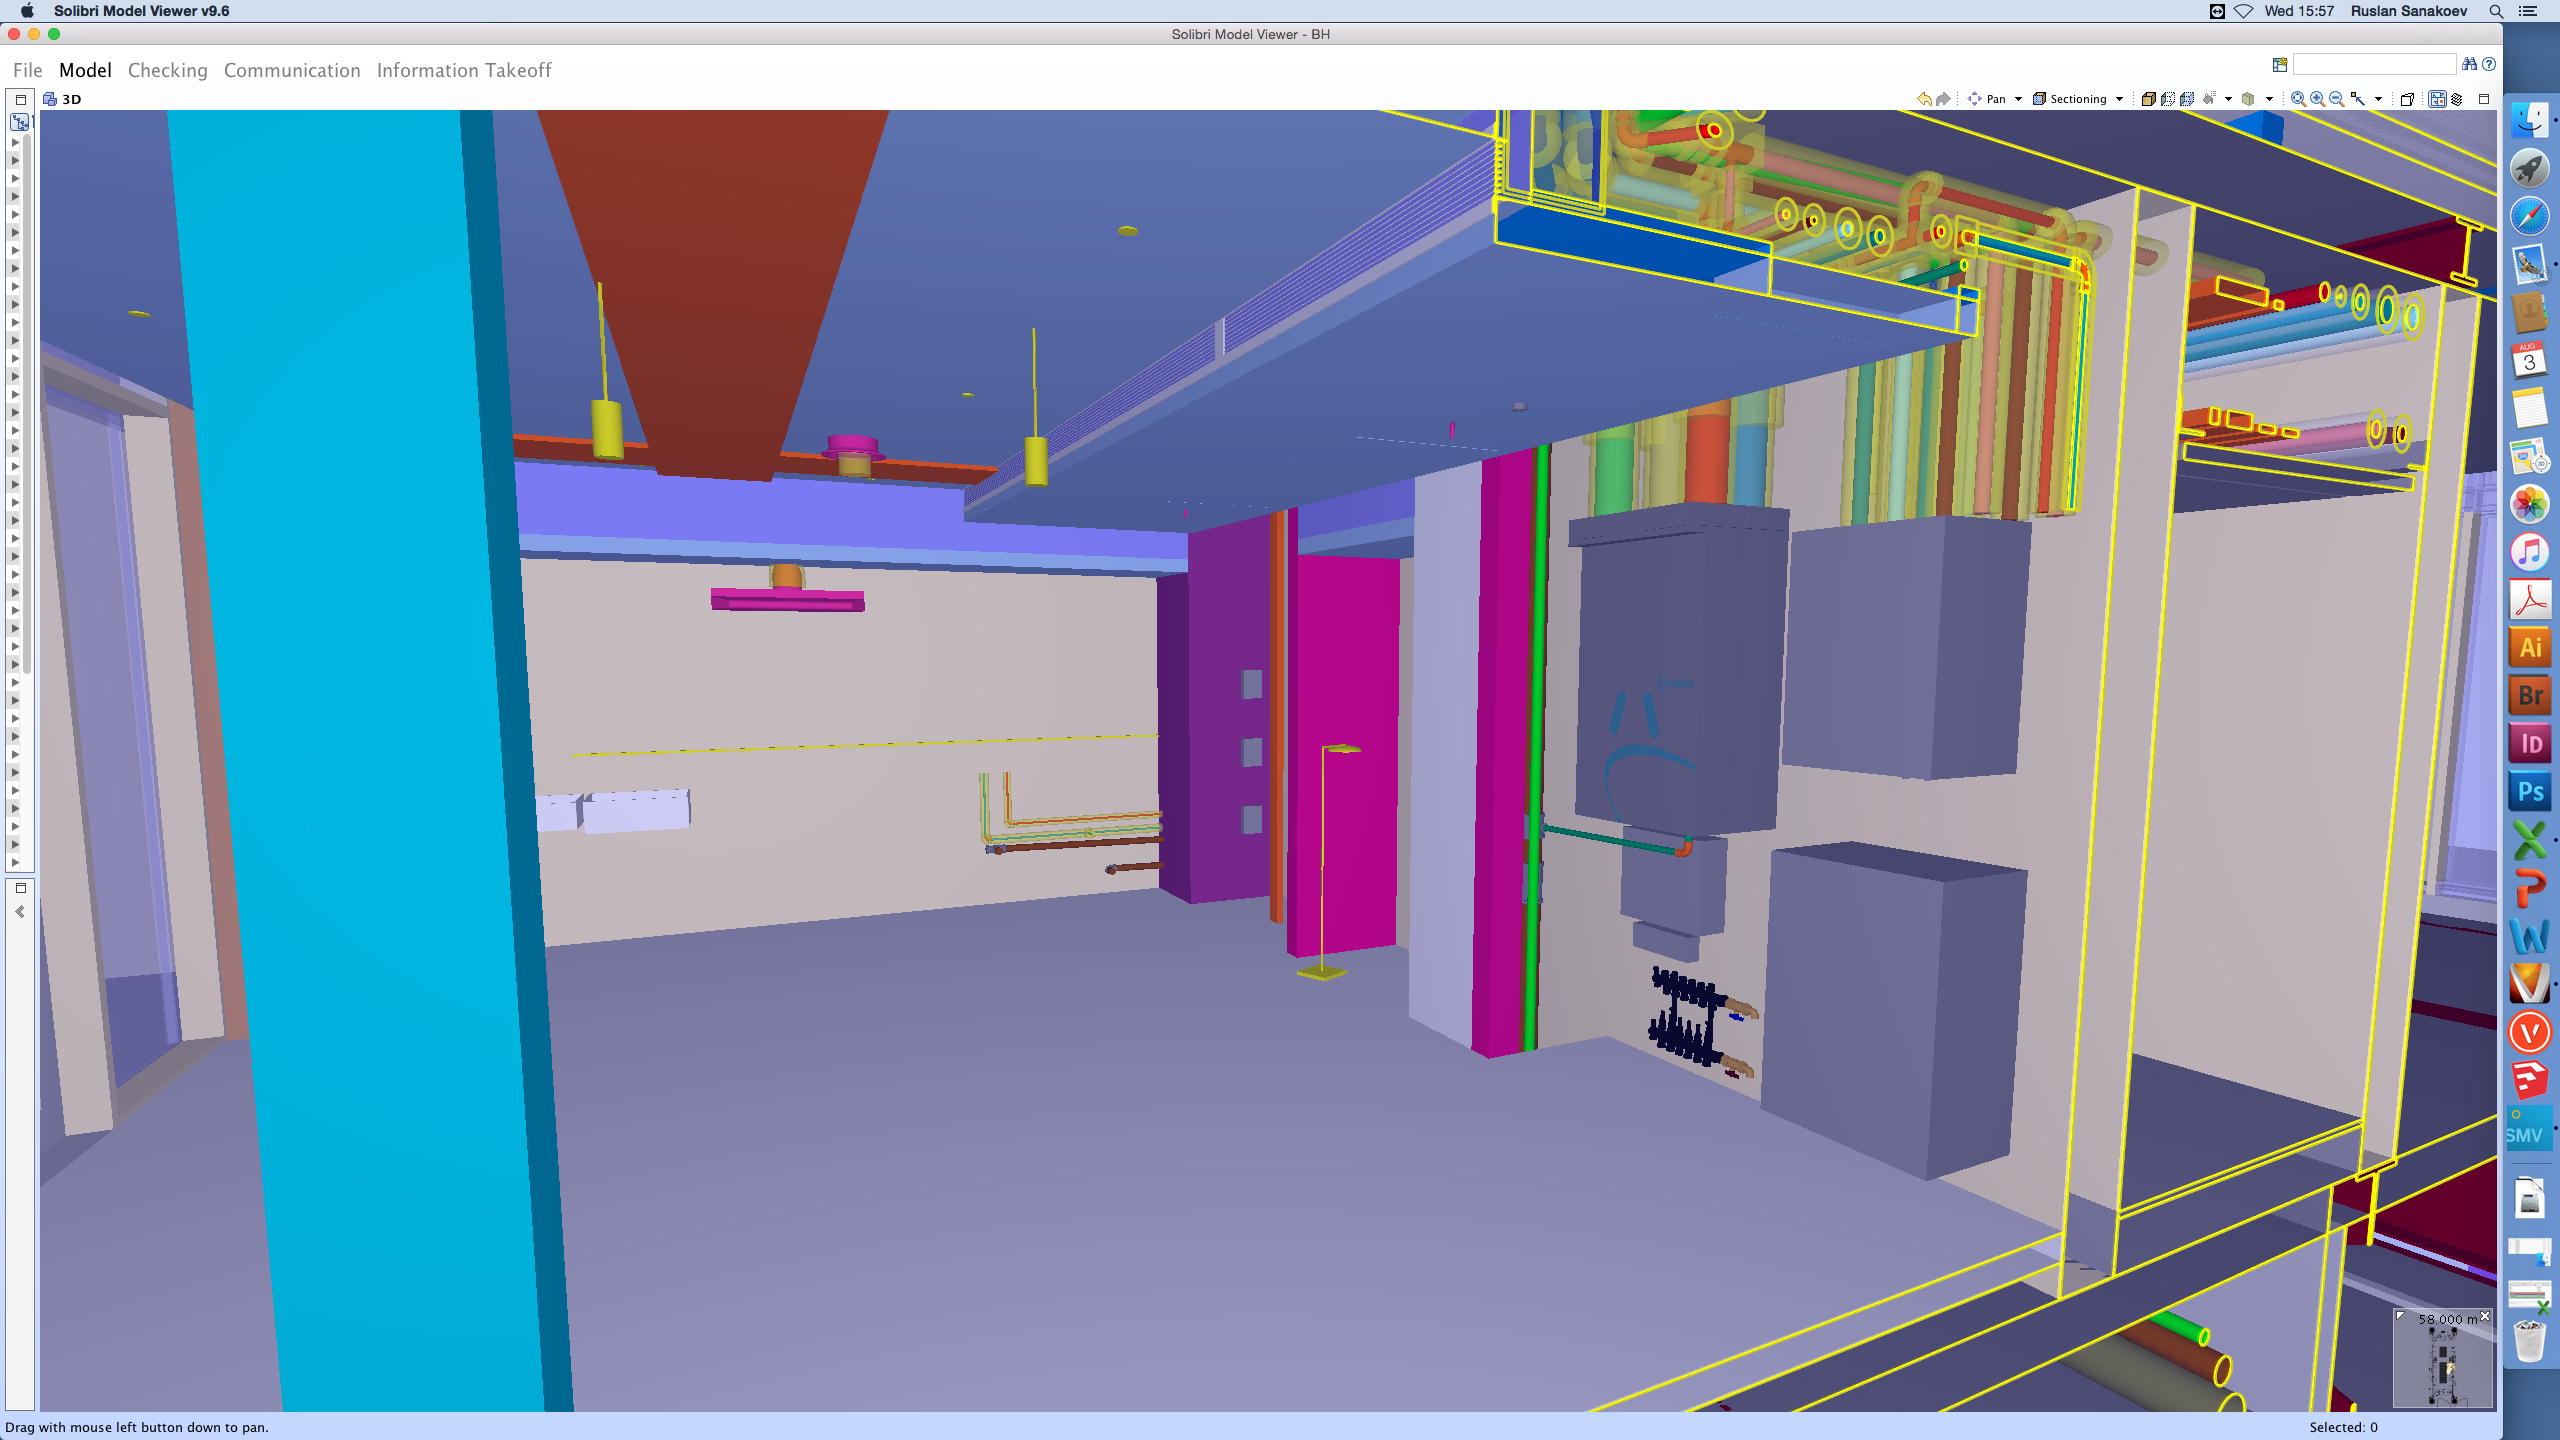 Solibri Model Viewer v9.6
Wed 15:57 Ruslan Sanakoev
Solibri Model Viewer - BH
File Model Checking Communication Information Takeoff
3D
Pan Sectioning
AUG
3
Ai
Br
Id
Ps
SMV
58.000 m
Drag with mouse left button down to pan.
Selected: 0